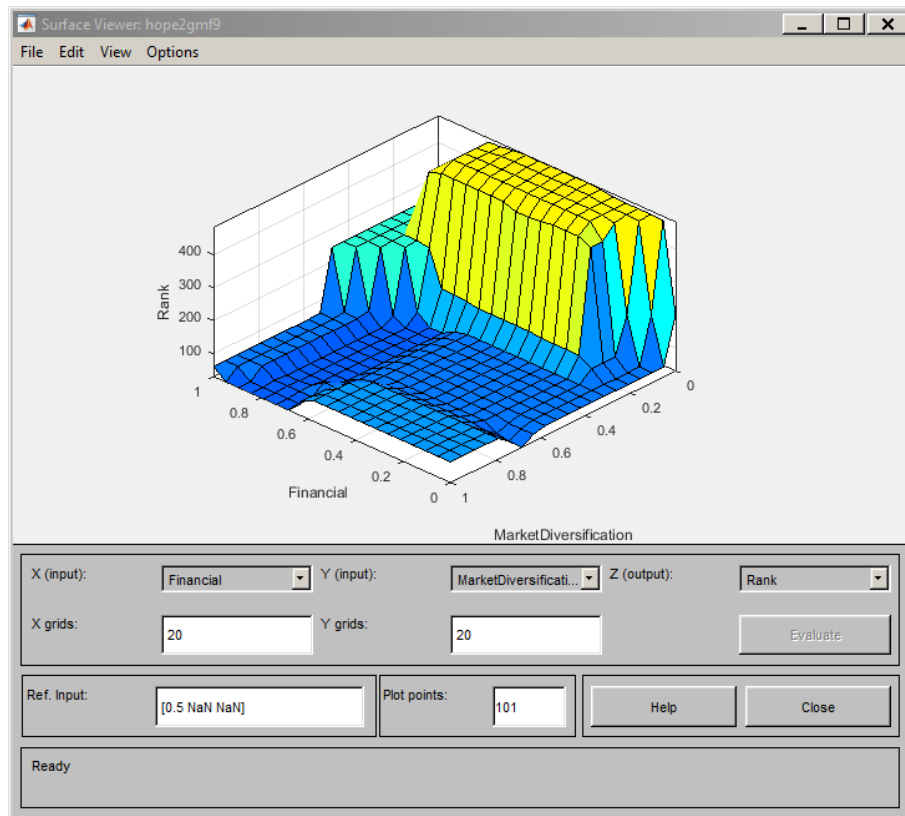 Surface Viewer: hope2gmf9
File Edit View Options
400
300
200
100
Rank
1
0.8
0.6
0.4
0.2
0
Financial
1
0.8
0.6
0.4
0.2
0
MarketDiversification
X (input): Financial Y (input): MarketDiversificati... Z (output): Rank
X grids: 20 Y grids: 20 Evaluate
Ref. Input: [0.5 NaN NaN] Plot points: 101 Help Close
Ready